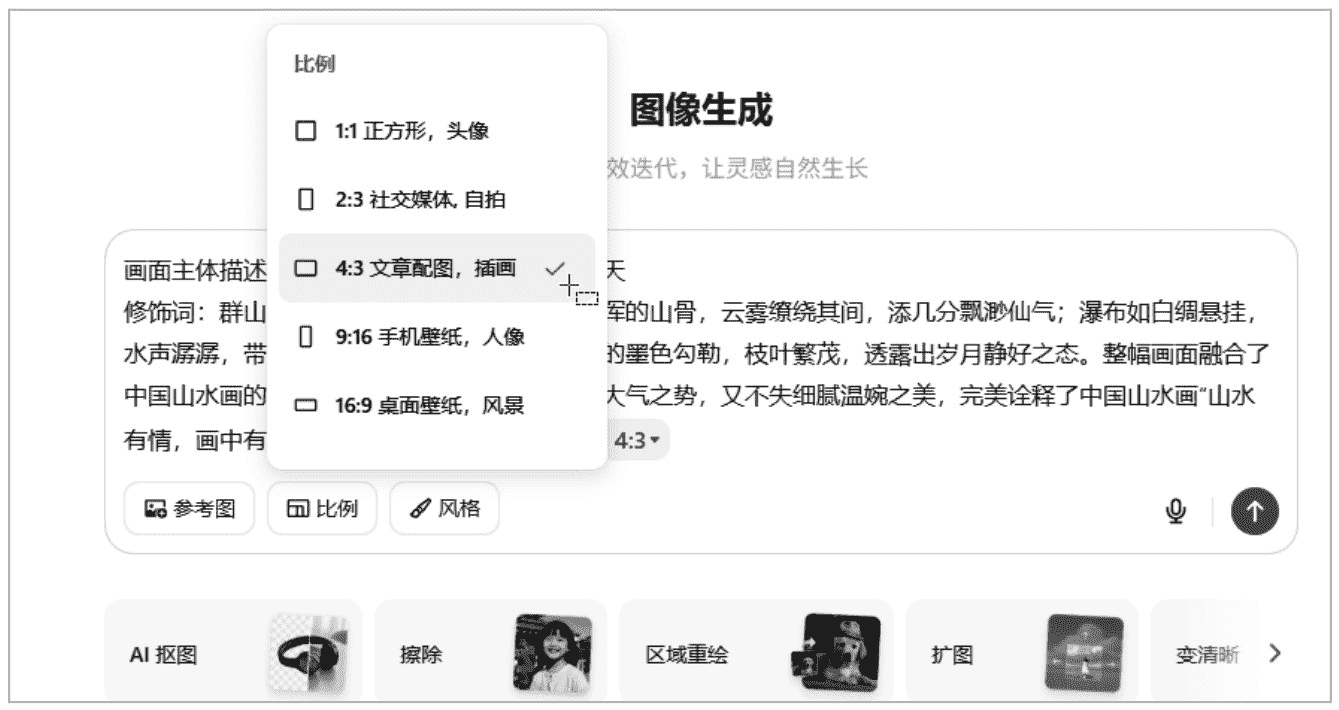 比例
1:1 正方形，头像
2:3 社交媒体, 自拍
4:3 文章配图，插画
9:16 手机壁纸，人像
16:9 桌面壁纸，风景
图像生成
效迭代，让灵感自然生长
画面主体描述 天
修饰词：群山 的山骨，云雾缭绕其间，添几分飘渺仙气；瀑布如白绸悬挂，
水声潺潺，带 的墨色勾勒，枝叶繁茂，透露出岁月静好之态。整幅画面融合了
中国山水画的 大气之势，又不失细腻温婉之美，完美诠释了中国山水画“山水
有情，画中有 4:3
参考图 比例 风格
AI 抠图 擦除 区域重绘 扩图 变清晰